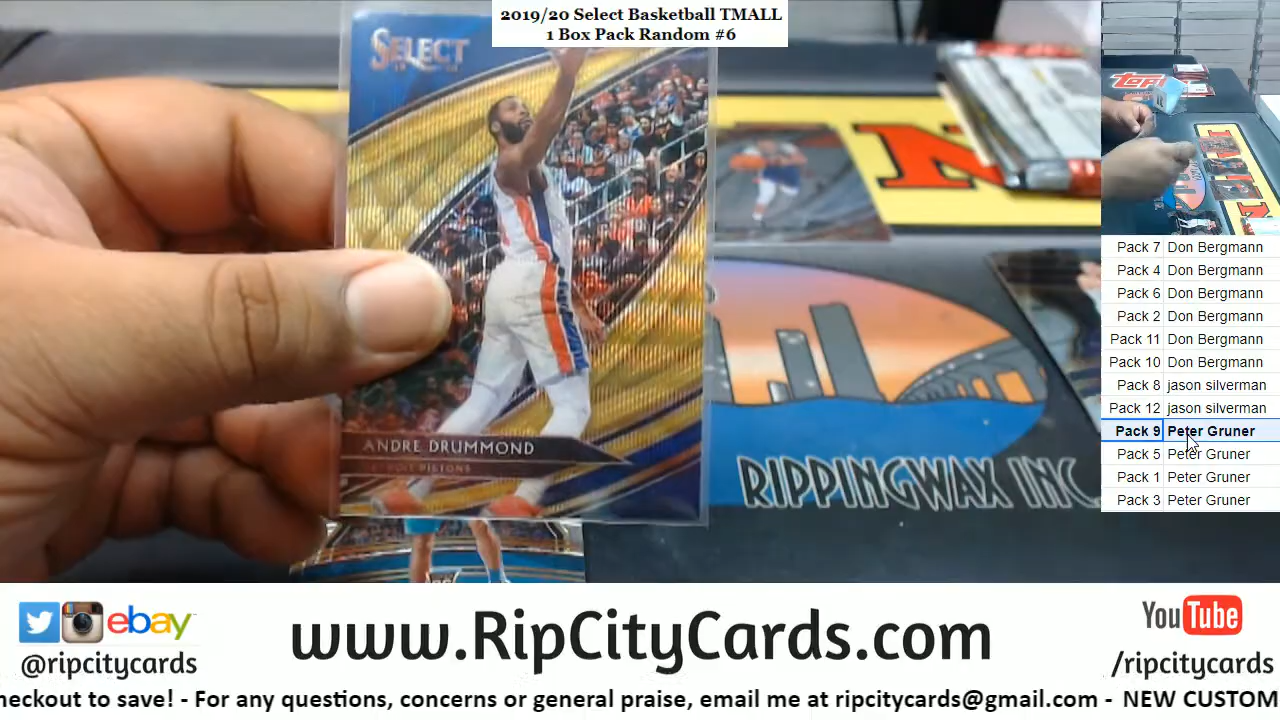 2019/20 Select Basketball TMALL
1 Box Pack Random #6
SELECT
ANDRE DRUMMOND
PISTONS
RIPPINGWAX INC.
Pack 7 Don Bergmann
Pack 4 Don Bergmann
Pack 6 Don Bergmann
Pack 2 Don Bergmann
Pack 11 Don Bergmann
Pack 10 Don Bergmann
Pack 8 jason silverman
Pack 12 jason silverman
Pack 9 Peter Gruner
Pack 5 Peter Gruner
Pack 1 Peter Gruner
Pack 3 Peter Gruner
ebay
@ripcitycards
www.RipCityCards.com
YouTube
/ripcitycards
heckout to save! - For any questions, concerns or general praise, email me at ripcitycards@gmail.com - NEW CUSTOM